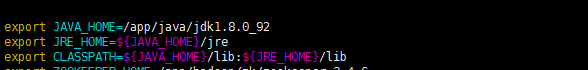 export JAVA_HOME=/app/java/jdk1.8.0_92
export JRE_HOME=${JAVA_HOME}/jre
export CLASSPATH=${JAVA_HOME}/lib:${JRE_HOME}/lib